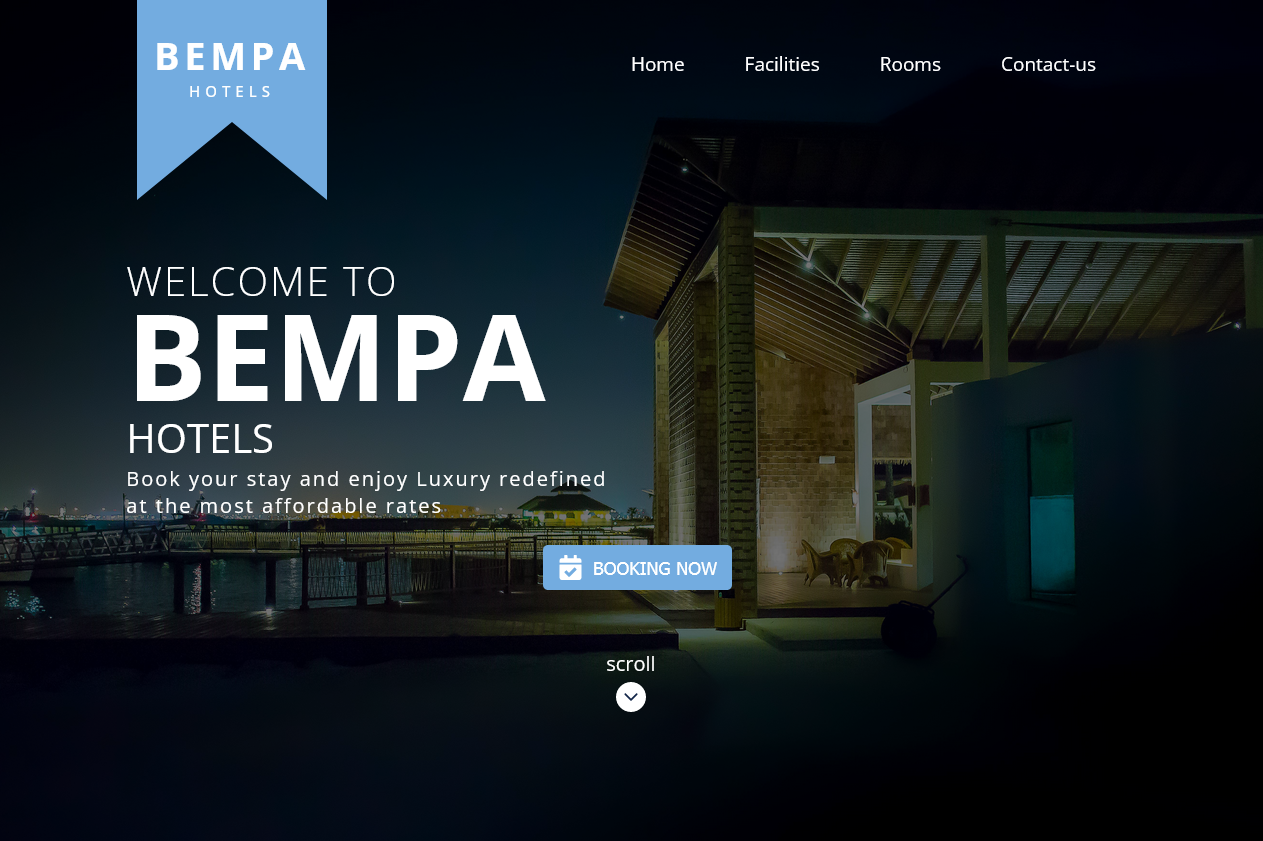 BEMPA
HOTELS
Home Facilities Rooms Contact-us
WELCOME TO
BEMPA
HOTELS
Book your stay and enjoy Luxury redefined
at the most affordable rates
BOOKING NOW
scroll